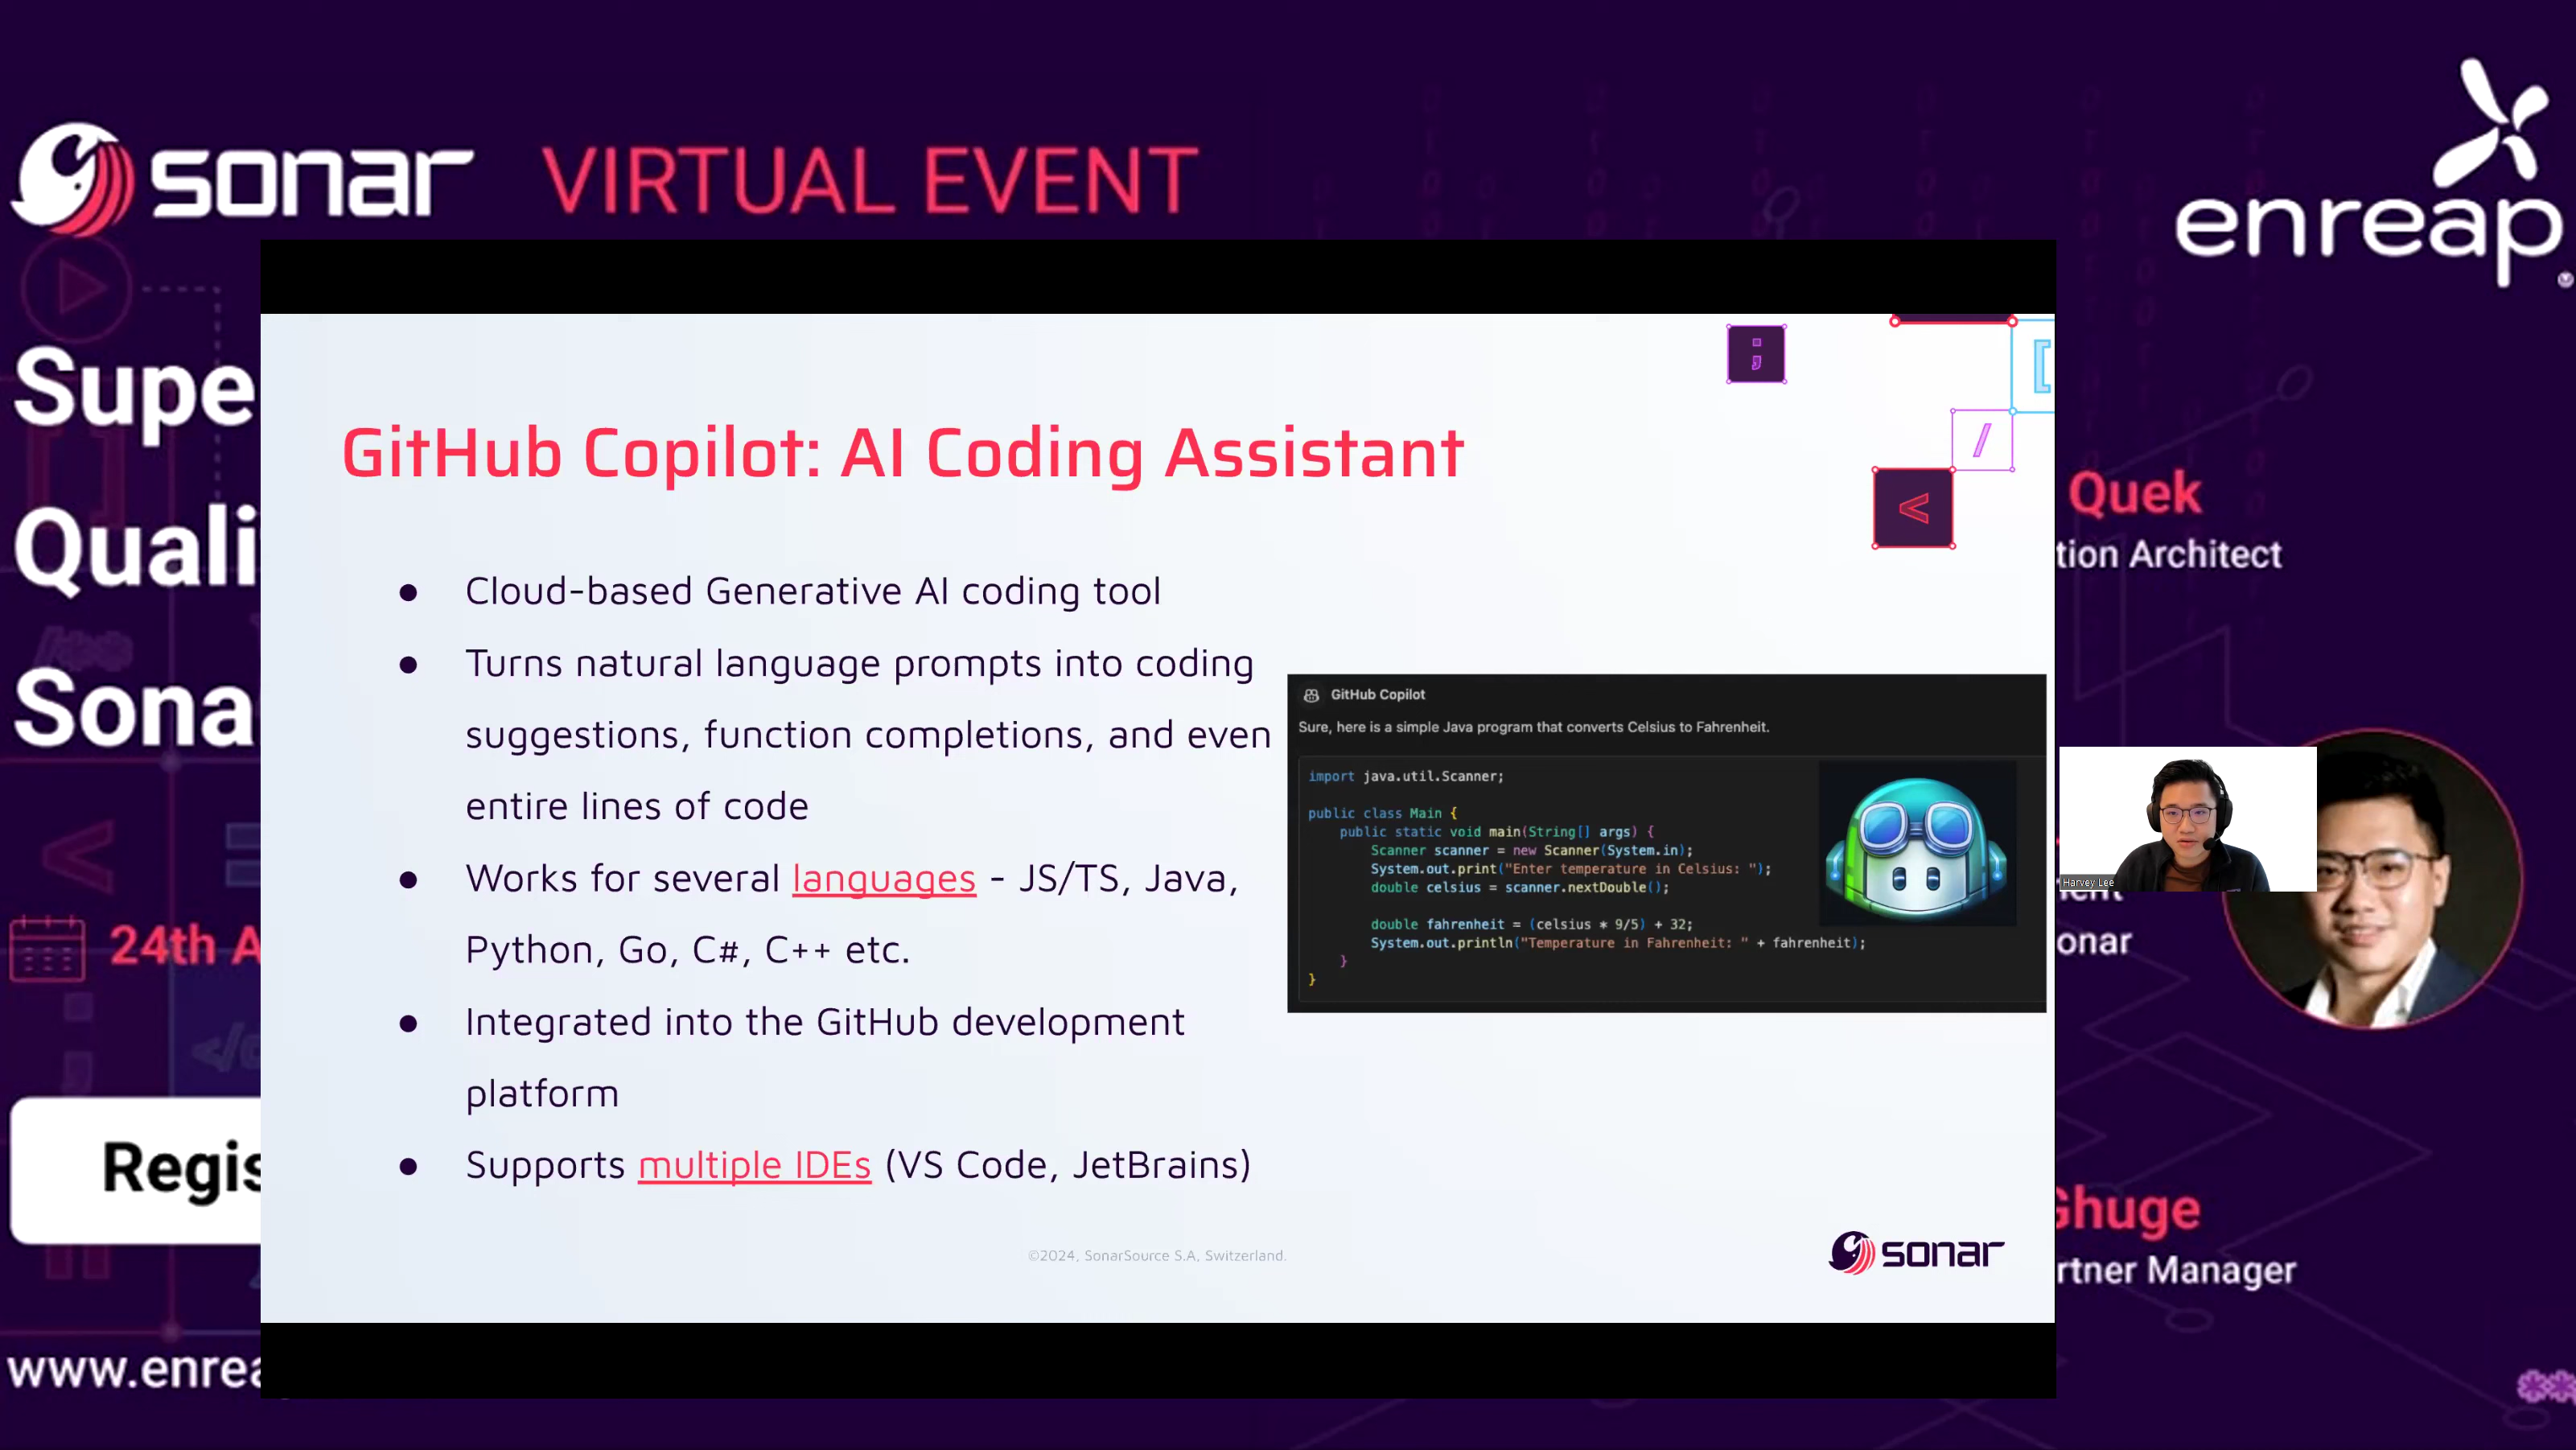 sonar VIRTUAL EVENT
enreap
Supe
Quali
Sona
24th A
Regis
www.enrea
;
[
/
<
GitHub Copilot: AI Coding Assistant
● Cloud-based Generative AI coding tool
● Turns natural language prompts into coding
suggestions, function completions, and even
entire lines of code
● Works for several languages - JS/TS, Java,
Python, Go, C#, C++ etc.
● Integrated into the GitHub development
platform
● Supports multiple IDEs (VS Code, JetBrains)
GitHub Copilot
Sure, here is a simple Java program that converts Celsius to Fahrenheit.
import java.util.Scanner;
public class Main {
public static void main(String[] args) {
Scanner scanner = new Scanner(System.in);
System.out.print("Enter temperature in Celsius: ");
double celsius = scanner.nextDouble();
double fahrenheit = (celsius * 9/5) + 32;
System.out.println("Temperature in Fahrenheit: " + fahrenheit);
}
}
©2024, SonarSource S.A, Switzerland.
sonar
Quek
tion Architect
Harvey Lee
onar
Ghuge
rtner Manager